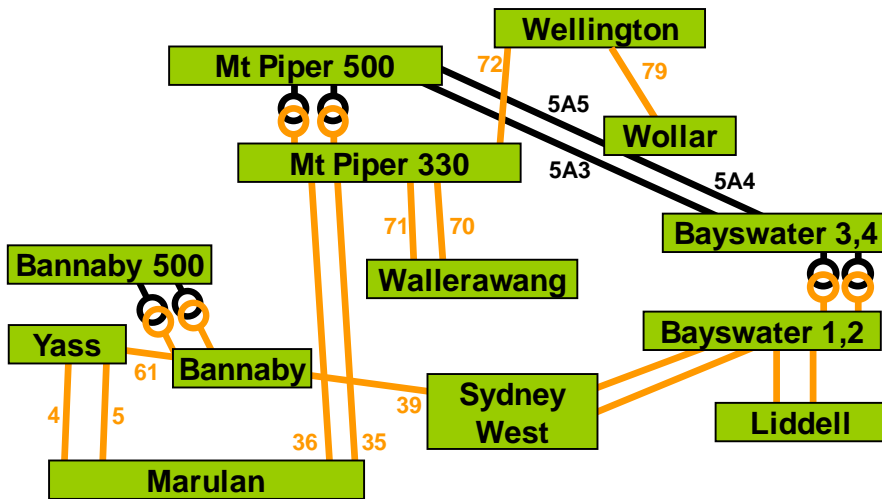 Wellington
Mt Piper 500
72
79
5A5
Wollar
Mt Piper 330
5A3
5A4
71
70
Bayswater 3,4
Bannaby 500
Wallerawang
Yass
Bayswater 1,2
61
Bannaby
39
Sydney
West
Liddell
4
5
36
35
Marulan